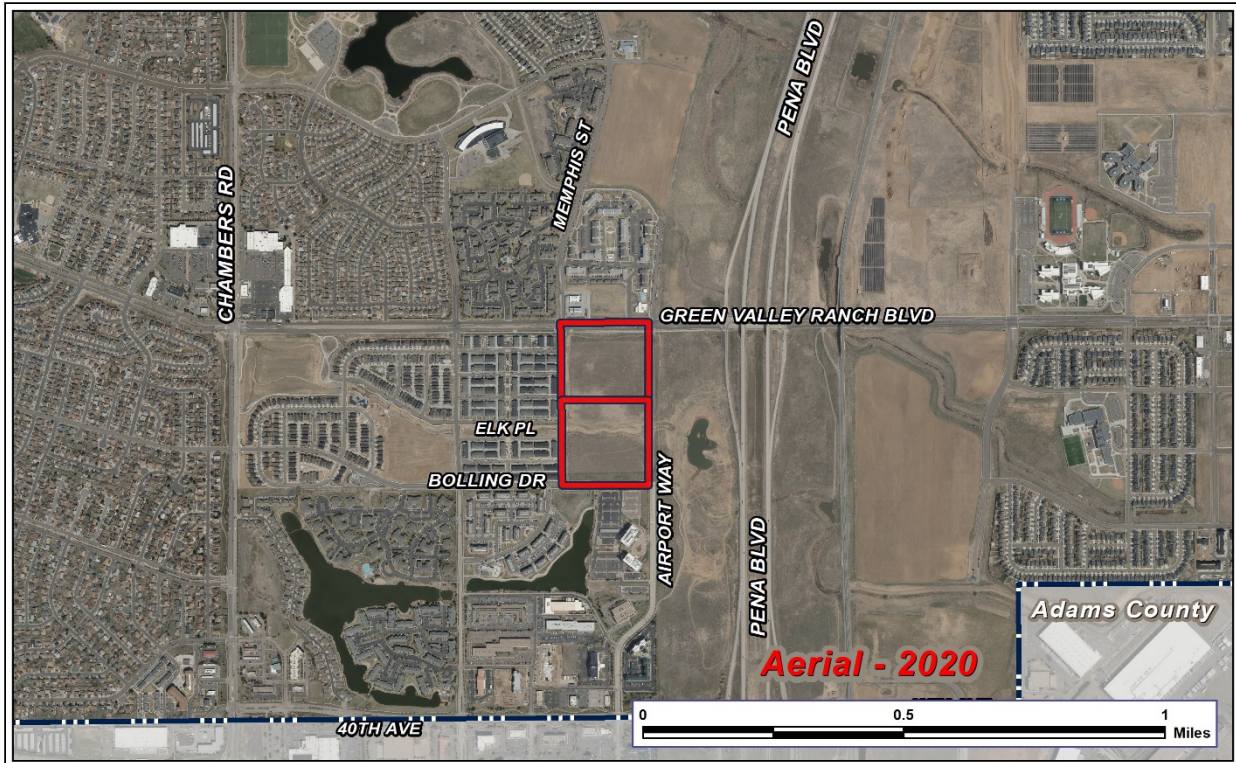 PENA BLVD
MEMPHIS ST
CHAMBERS RD
GREEN VALLEY RANCH BLVD
ELK PL
BOLLING DR
AIRPORT WAY
PENA BLVD
Adams County
Aerial - 2020
0 0.5 1
Miles
40TH AVE